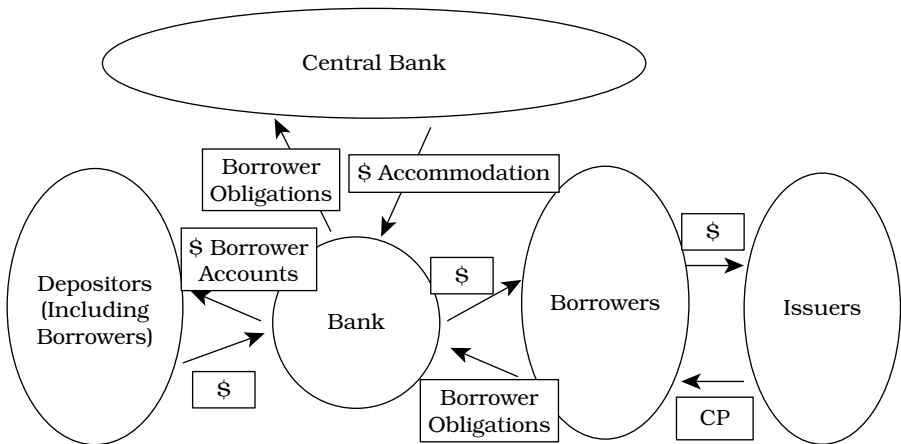 Central Bank
Borrower
Obligations
$ Accommodation
$ Borrower
Accounts
Depositors
(Including
Borrowers)
$
Bank
$
Borrower
Obligations
Borrowers
$
CP
Issuers